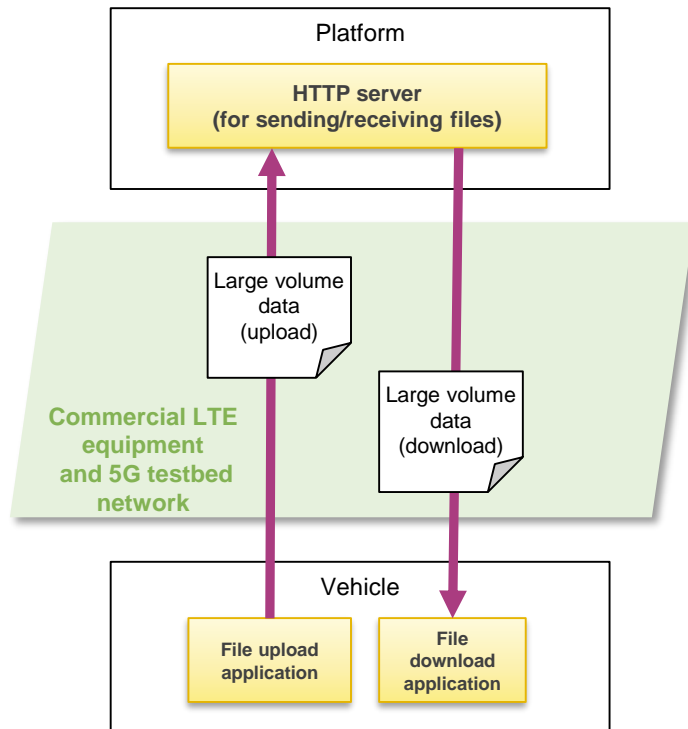 Platform
HTTP server
(for sending/receiving files)
Large volume
data
(upload)
Large volume
data
(download)
Commercial LTE
equipment
and 5G testbed
network
Vehicle
File upload
application
File
download
application